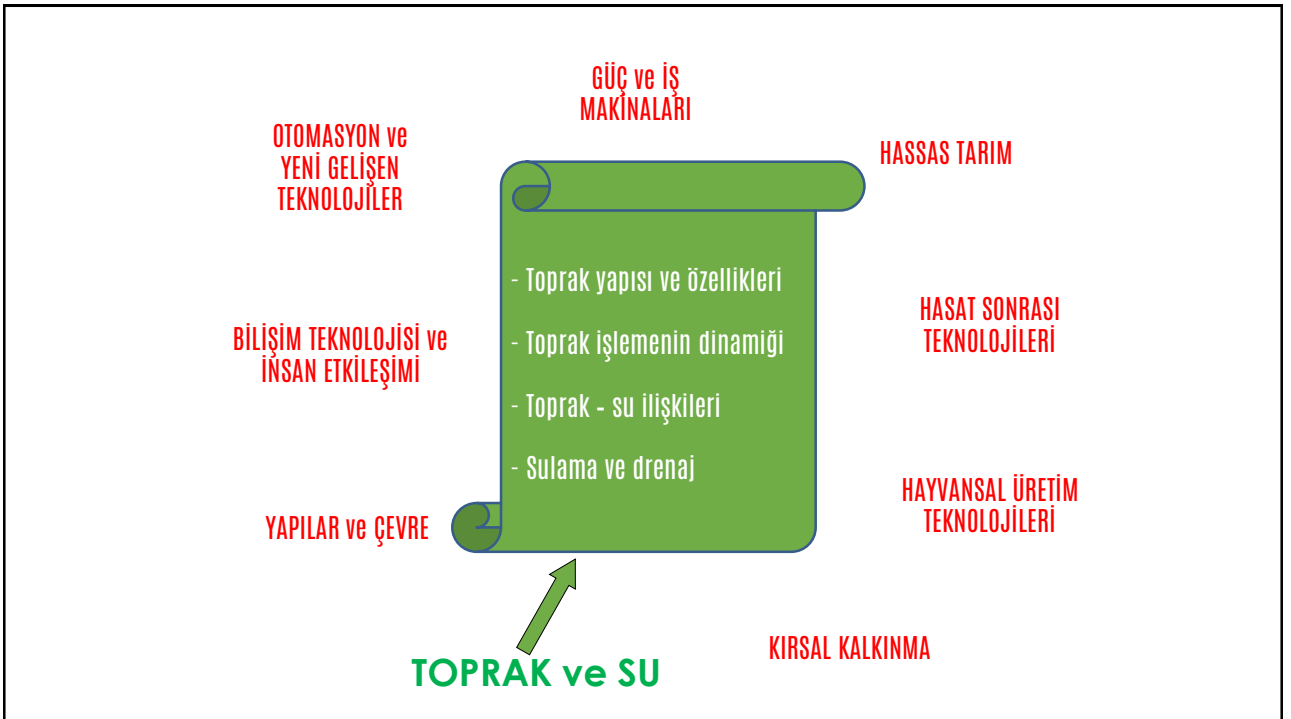 GÜÇ ve İŞ
MAKİNALARI
OTOMASYON ve
YENİ GELİŞEN
TEKNOLOJİLER
HASSAS TARIM
- Toprak yapısı ve özellikleri
- Toprak işlemenin dinamiği
- Toprak – su ilişkileri
- Sulama ve drenaj
BİLİŞİM TEKNOLOJİSİ ve
İNSAN ETKİLEŞİMİ
HASAT SONRASI
TEKNOLOJİLERİ
YAPILAR ve ÇEVRE
HAYVANSAL ÜRETİM
TEKNOLOJİLERİ
TOPRAK ve SU
KIRSAL KALKINMA